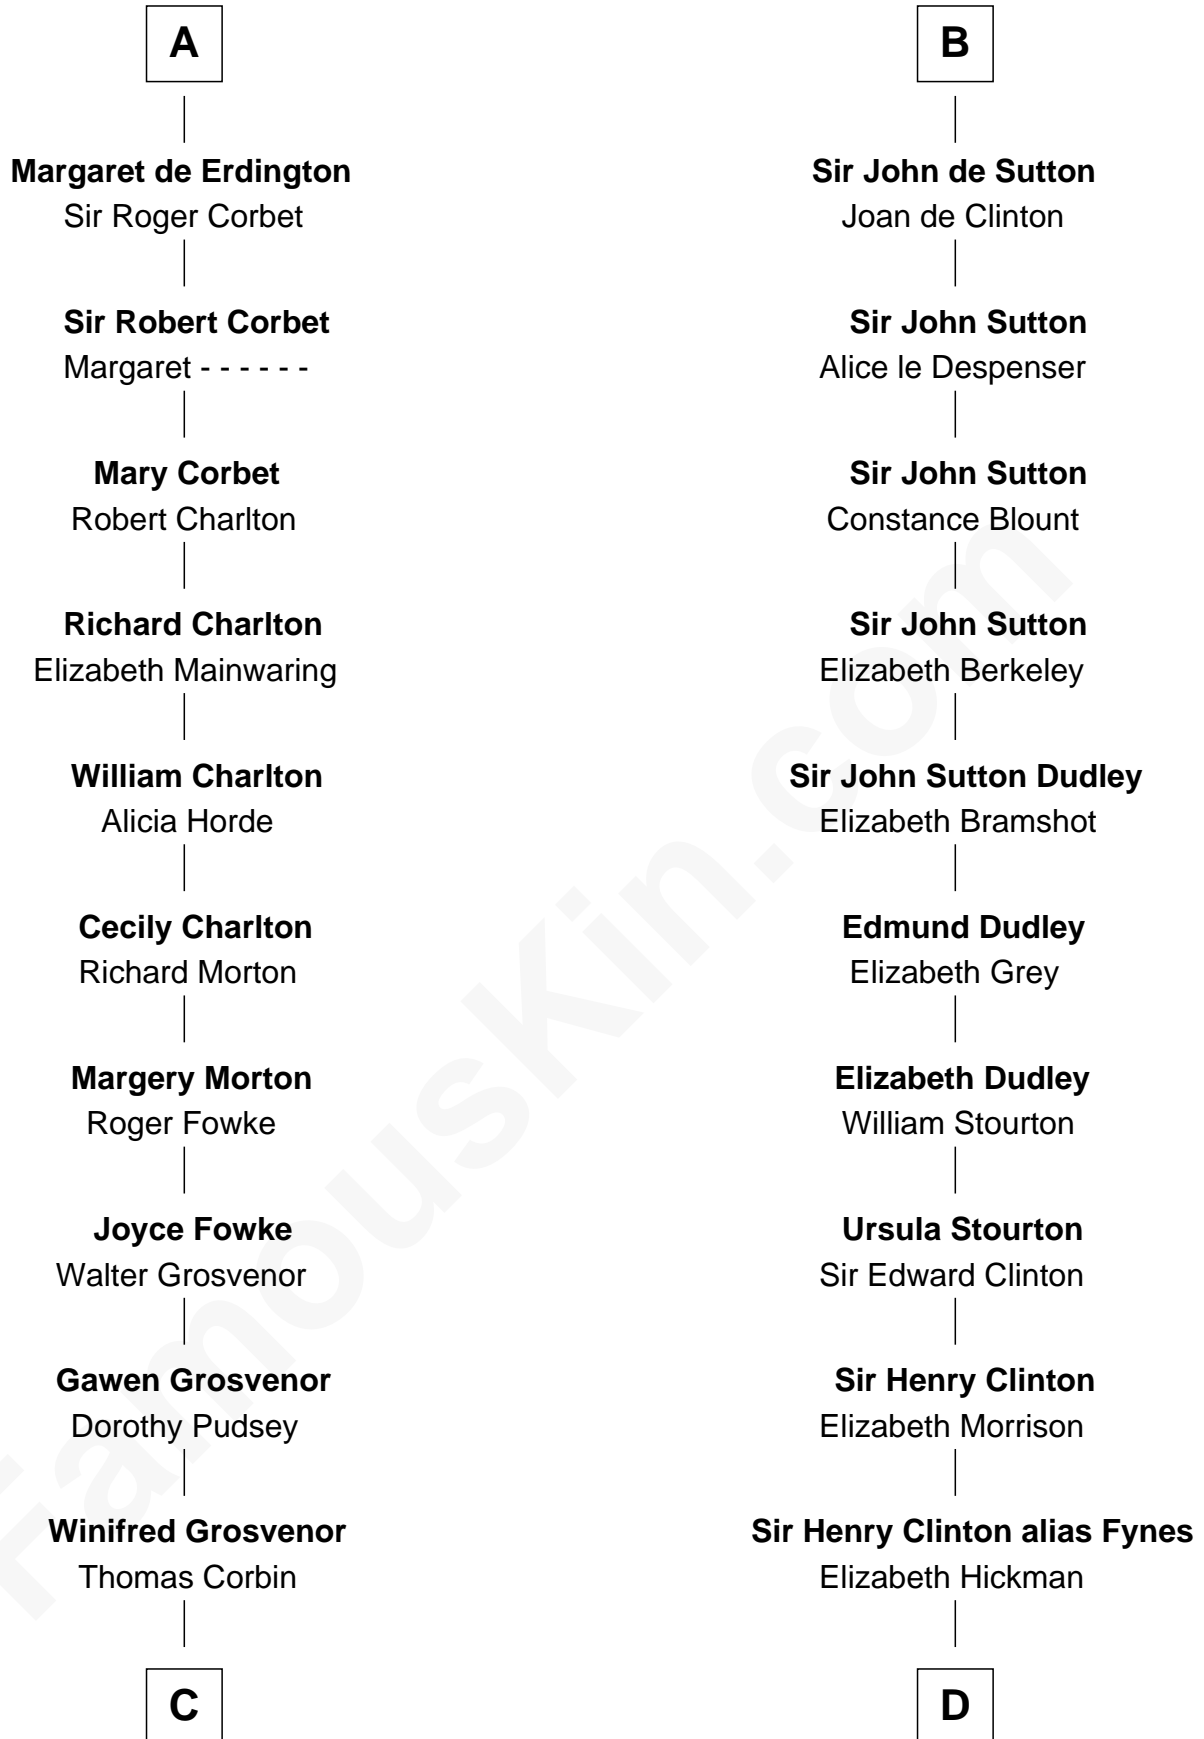 A
Margaret de Erdington
Sir Roger Corbet
Sir Robert Corbet
Margaret - - - - - -
Mary Corbet
Robert Charlton
Richard Charlton
Elizabeth Mainwaring
William Charlton
Alicia Horde
Cecily Charlton
Richard Morton
Margery Morton
Roger Fowke
Joyce Fowke
Walter Grosvenor
Gawen Grosvenor
Dorothy Pudsey
Winifred Grosvenor
Thomas Corbin
C
B
Sir John de Sutton
Joan de Clinton
Sir John Sutton
Alice le Despenser
Sir John Sutton
Constance Blount
Sir John Sutton
Elizabeth Berkeley
Sir John Sutton Dudley
Elizabeth Bramshot
Edmund Dudley
Elizabeth Grey
Elizabeth Dudley
William Stourton
Ursula Stourton
Sir Edward Clinton
Sir Henry Clinton
Elizabeth Morrison
Sir Henry Clinton alias Fynes
Elizabeth Hickman
D
FamousKin.com